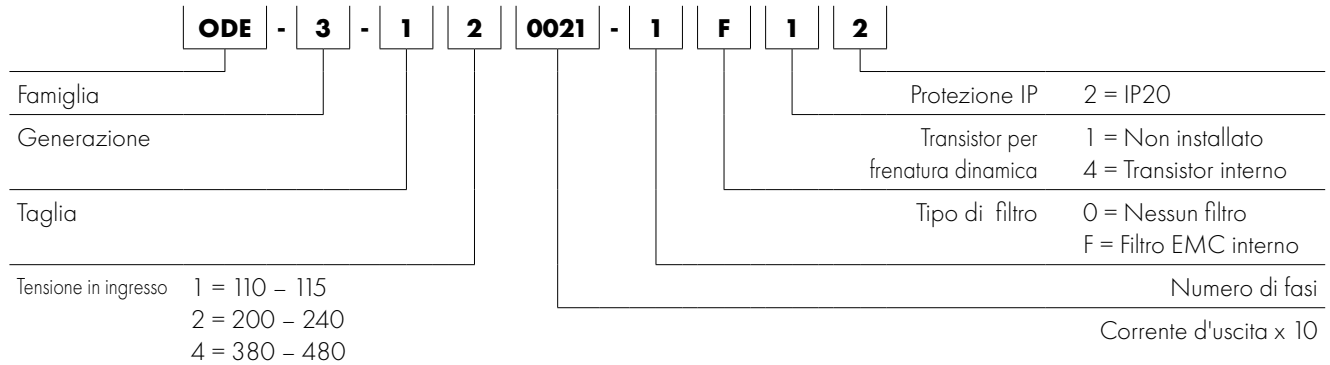 ODE - 3 - 1 2 0021 - 1 F 1 2
Famiglia
Generazione
Taglia
Tensione in ingresso 1 = 110 – 115
2 = 200 – 240
4 = 380 – 480
Protezione IP 2 = IP20
Transistor per 1 = Non installato
frenatura dinamica 4 = Transistor interno
Tipo di filtro 0 = Nessun filtro
F = Filtro EMC interno
Numero di fasi
Corrente d'uscita x 10